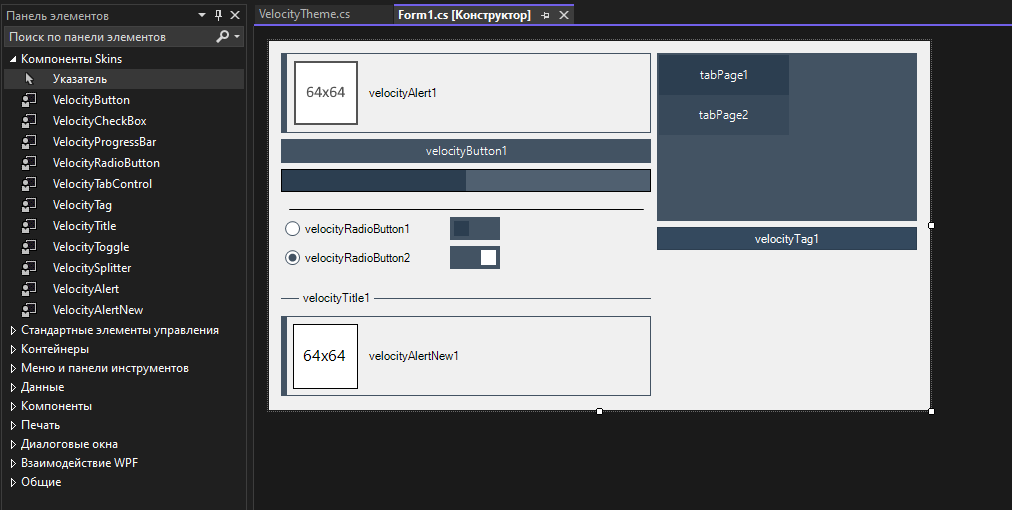 Панель элементов
Поиск по панели элементов
Компоненты Skins
Указатель
VelocityButton
VelocityCheckBox
VelocityProgressBar
VelocityRadioButton
VelocityTabControl
VelocityTag
VelocityTitle
VelocityToggle
VelocitySplitter
VelocityAlert
VelocityAlertNew
Стандартные элементы управления
Контейнеры
Меню и панели инструментов
Данные
Компоненты
Печать
Диалоговые окна
Взаимодействие WPF
Общие
VelocityTheme.cs
Form1.cs [Конструктор]
64x64
velocityAlert1
velocityButton1
velocityRadioButton1
velocityRadioButton2
velocityTitle1
64x64
velocityAlertNew1
tabPage1
tabPage2
velocityTag1